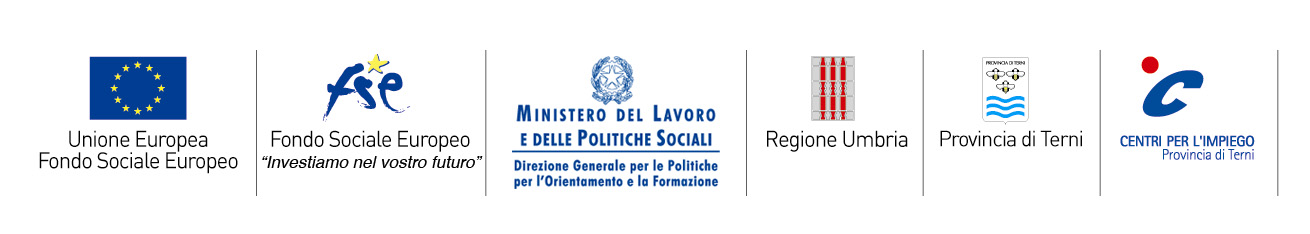 Unione Europea
Fondo Sociale Europeo
fse
Fondo Sociale Europeo
“Investiamo nel vostro futuro”
MINISTERO DEL LAVORO
E DELLE POLITICHE SOCIALI
Direzione Generale per le Politiche
per l'Orientamento e la Formazione
Regione Umbria
PROVINCIA DI TERNI
Provincia di Terni
CENTRI PER L'IMPIEGO
Provincia di Terni